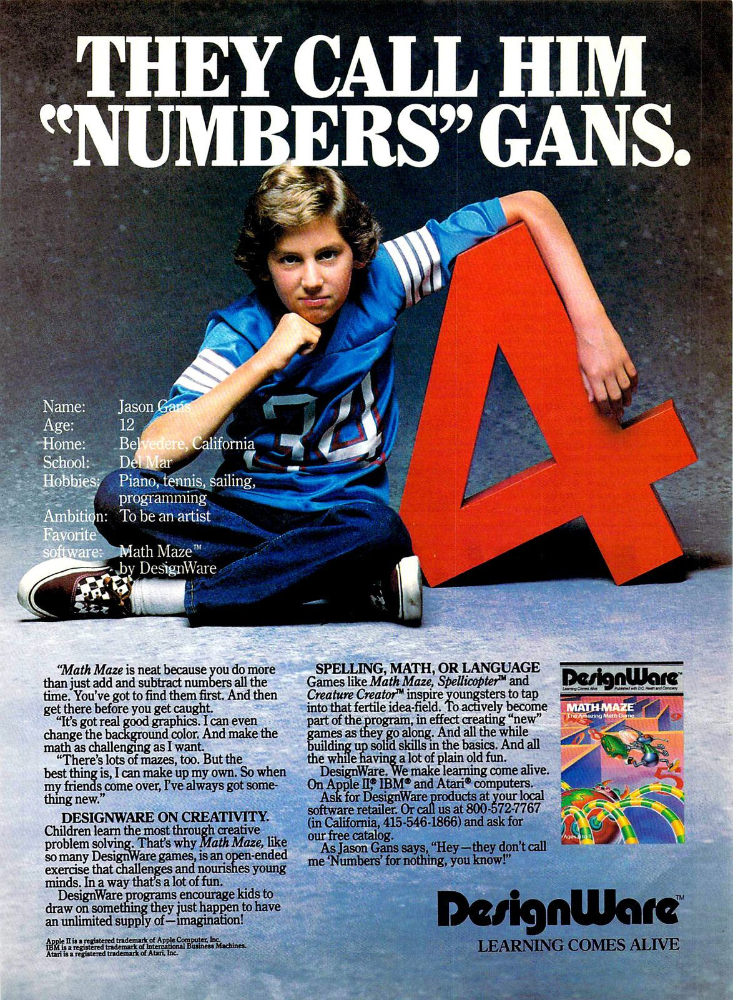 THEY CALL HIM
“NUMBERS” GANS.
Name: Jason Gans
Age: 12
Home: Belvedere, California
School: Del Mar
Hobbies: Piano, tennis, sailing,
programming
Ambition: To be an artist
Favorite
software: Math Maze™
by DesignWare
34
4
“Math Maze is neat because you do more
than just add and subtract numbers all the
time. You've got to find them first. And then
get there before you get caught.
“It's got real good graphics. I can even
change the background color. And make the
math as challenging as I want.
“There's lots of mazes, too. But the
best thing is, I can make up my own. So when
my friends come over, I've always got some-
thing new.”
DESIGNWARE ON CREATIVITY.
Children learn the most through creative
problem solving. That's why Math Maze, like
so many DesignWare games, is an open-ended
exercise that challenges and nourishes young
minds. In a way that's a lot of fun.
DesignWare programs encourage kids to
draw on something they just happen to have
an unlimited supply of—imagination!
Apple II is a registered trademark of Apple Computer, Inc.
IBM is a registered trademark of International Business Machines.
Atari is a registered trademark of Atari, Inc.
SPELLING, MATH, OR LANGUAGE
Games like Math Maze, Spellicopter™ and
Creature Creator™ inspire youngsters to tap
into that fertile idea-field. To actively become
part of the program, in effect creating “new”
games as they go along. And all the while
building up solid skills in the basics. And all
the while having a lot of plain old fun.
DesignWare. We make learning come alive.
On Apple II,® IBM® and Atari® computers.
Ask for DesignWare products at your local
software retailer. Or call us at 800-572-7767
(in California, 415-546-1866) and ask for
our free catalog.
As Jason Gans says, “Hey—they don't call
me ‘Numbers’ for nothing, you know!”
DesignWare™
Learning Comes Alive Published with D.C. Heath and Company
MATH MAZE
The Amazing Math Game
Ages 6 to 11
DesignWare™
LEARNING COMES ALIVE